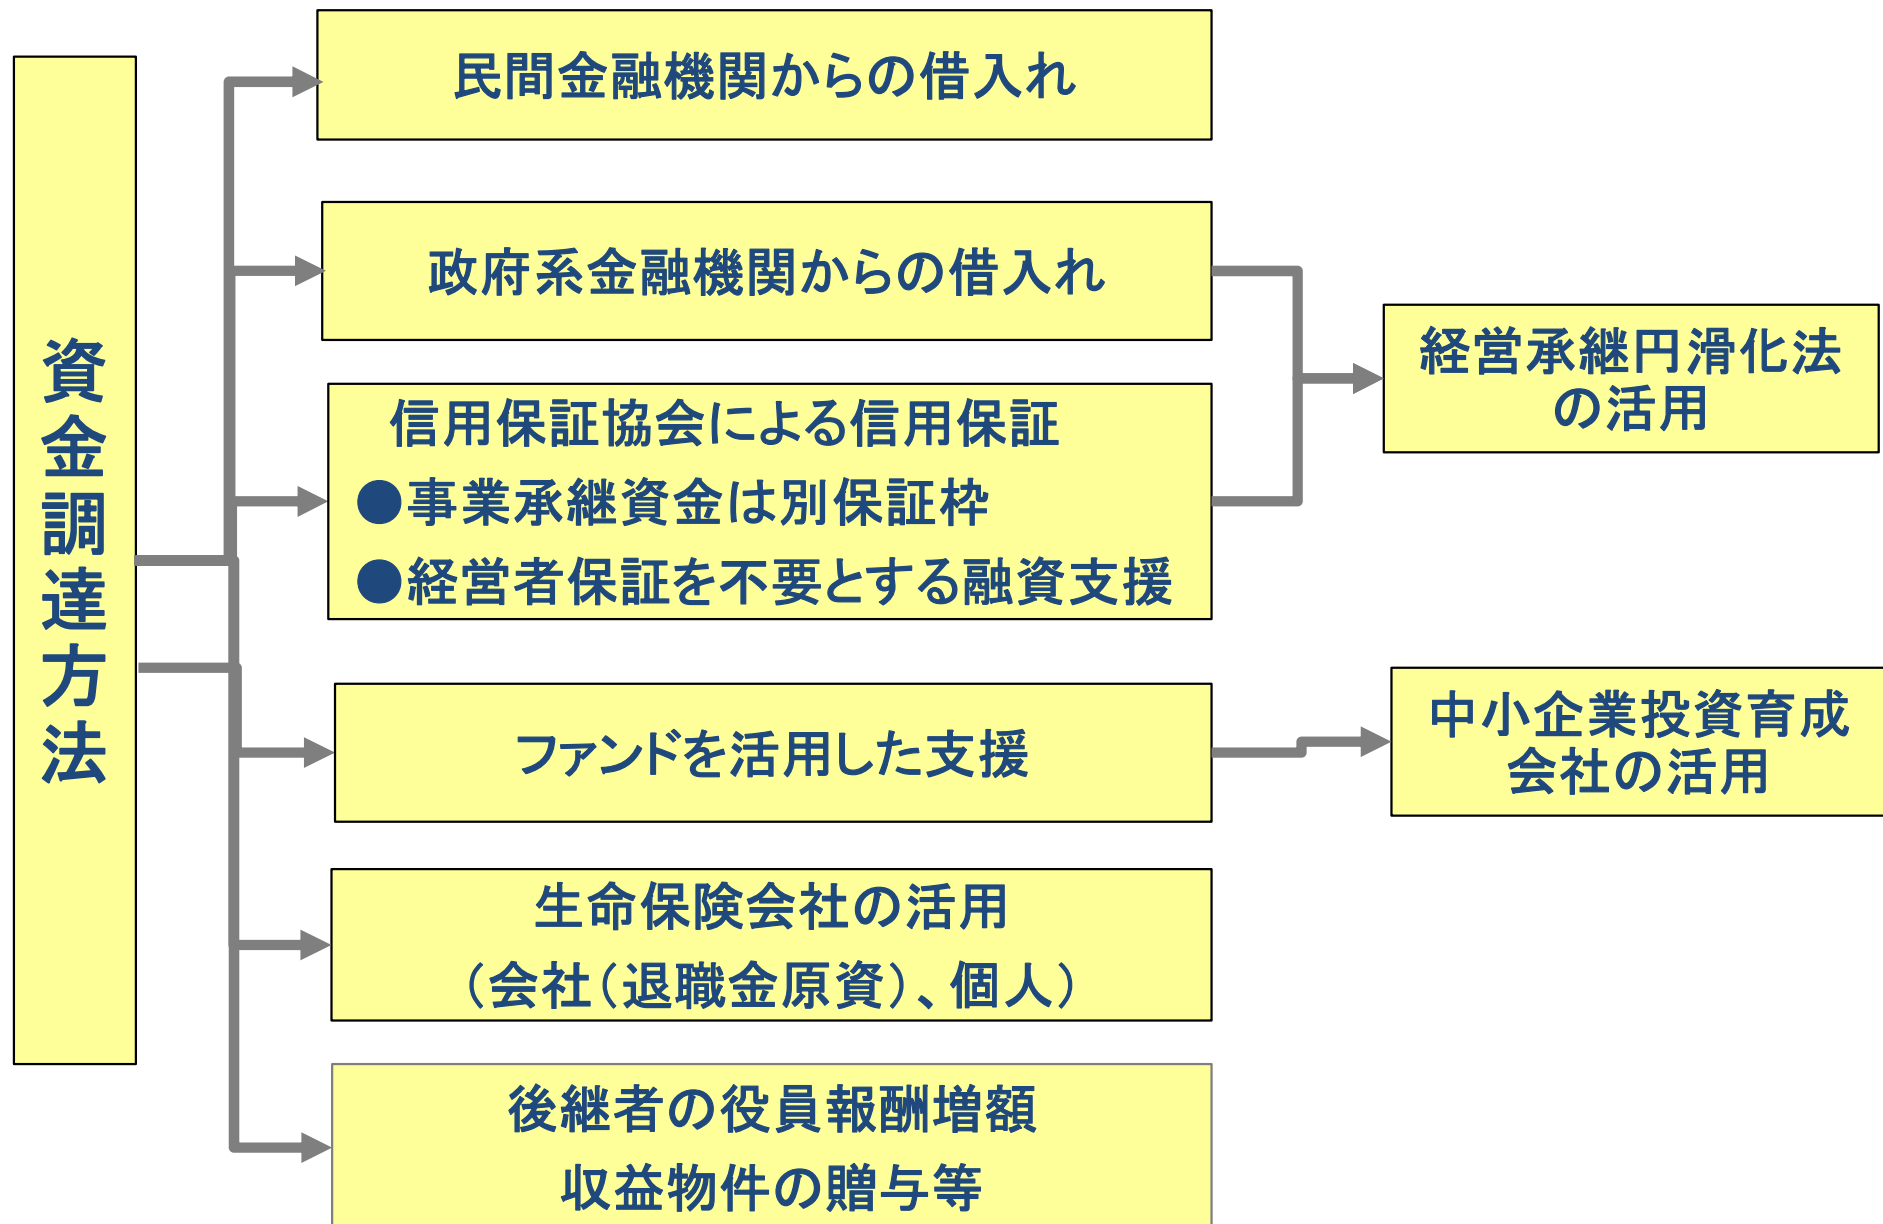 資金調達方法
民間金融機関からの借入れ
政府系金融機関からの借入れ
経営承継円滑化法
の活用
信用保証協会による信用保証
●事業承継資金は別保証枠
●経営者保証を不要とする融資支援
ファンドを活用した支援
中小企業投資育成
会社の活用
生命保険会社の活用
（会社（退職金原資）、個人）
後継者の役員報酬増額
収益物件の贈与等